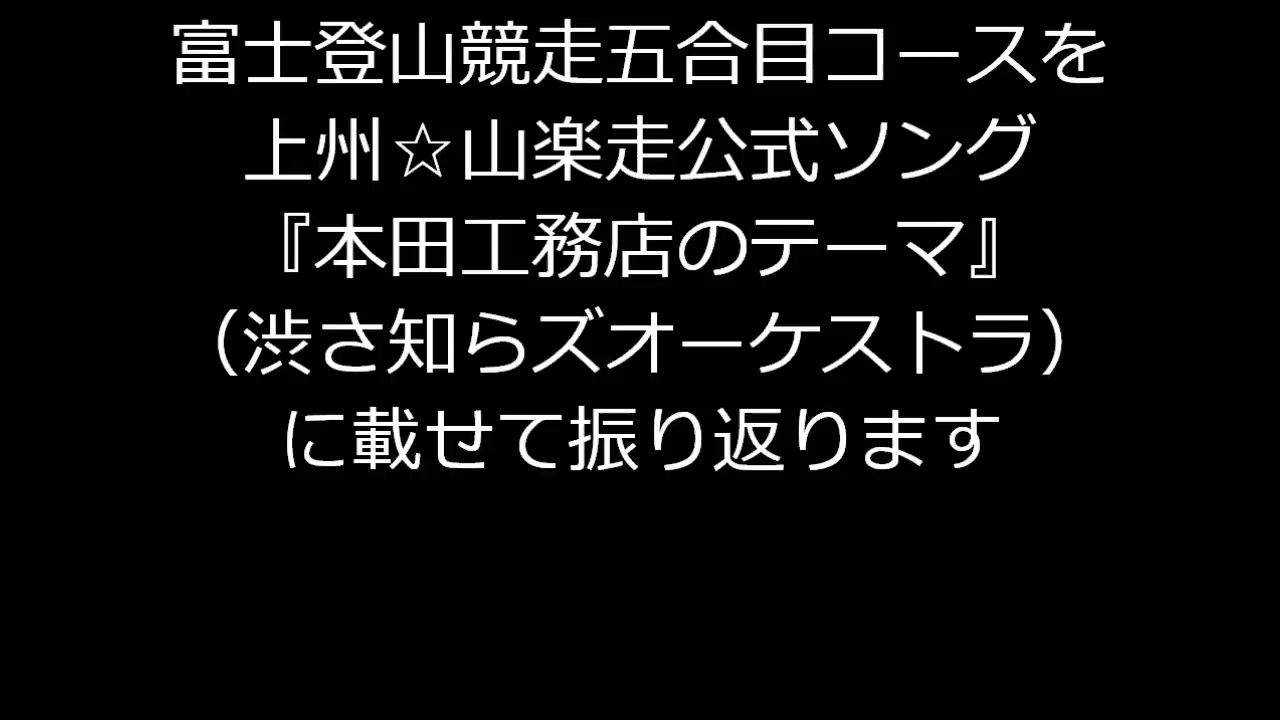 富士登山競走五合目コースを
上州☆山楽走公式ソング
『本田工務店のテーマ』
（渋さ知らズオーケストラ）
に載せて振り返ります